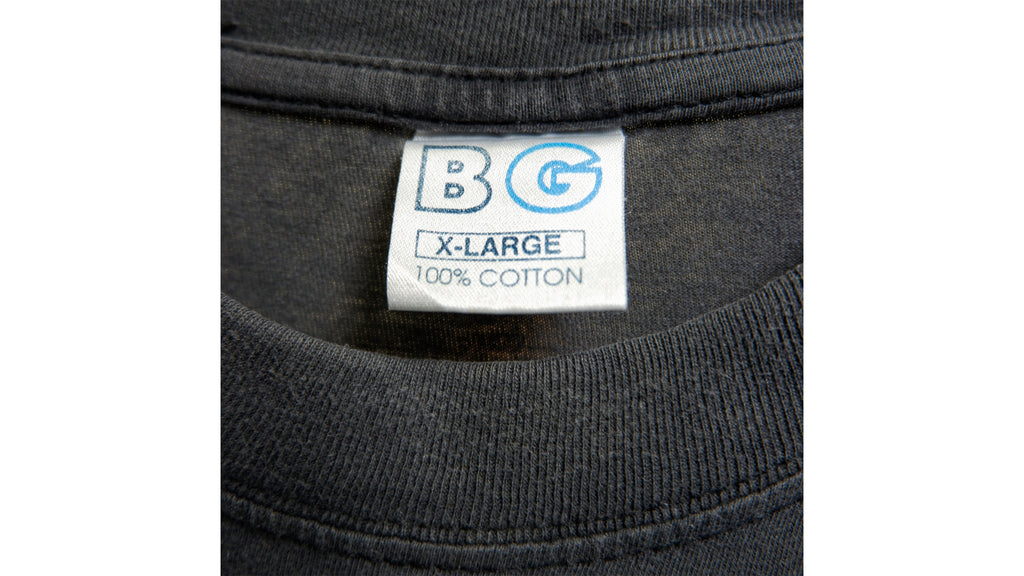 BG
X-LARGE
100% COTTON